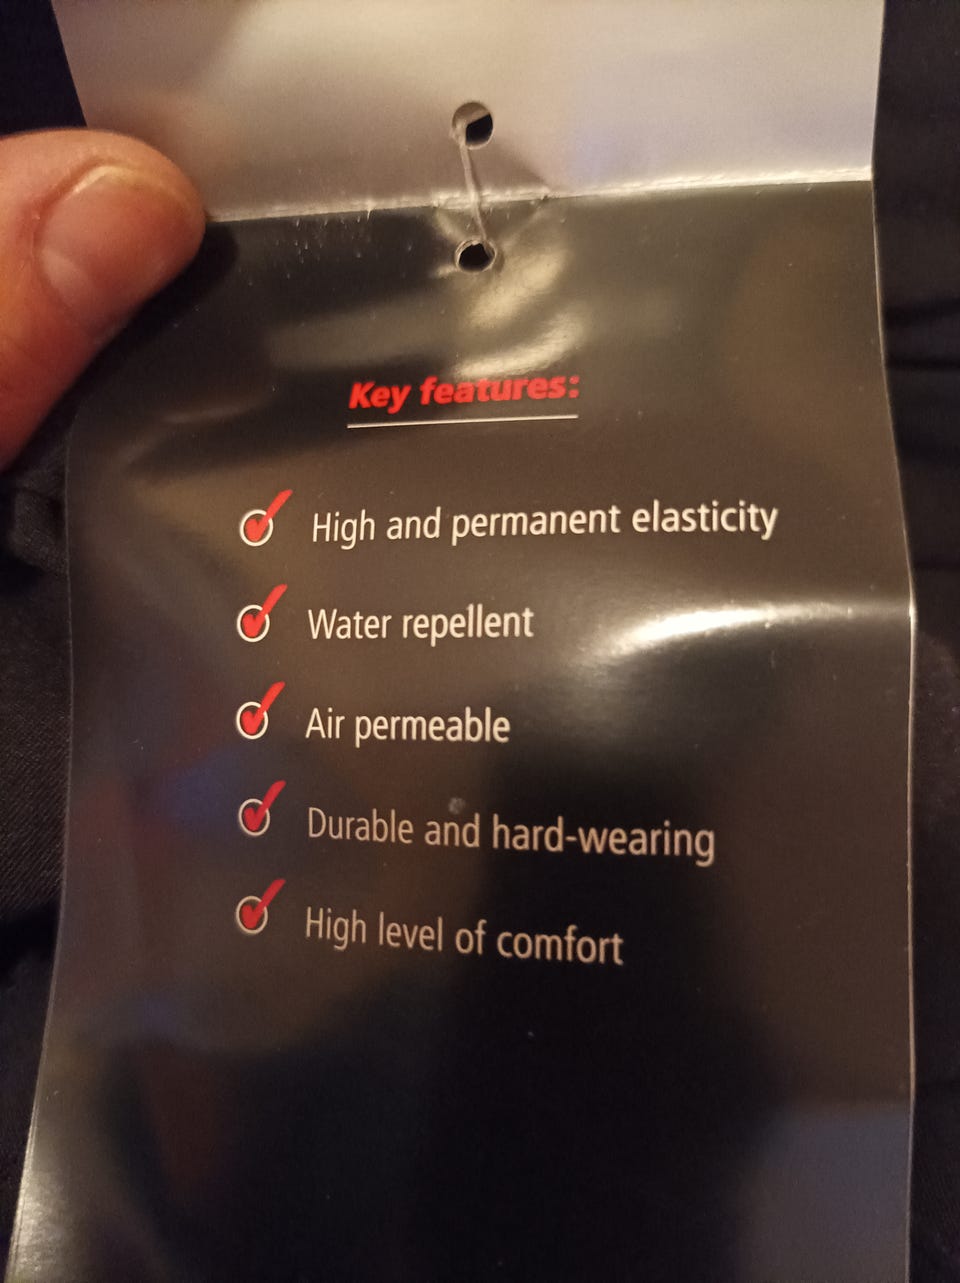 Key features:
High and permanent elasticity
Water repellent
Air permeable
Durable and hard-wearing
High level of comfort